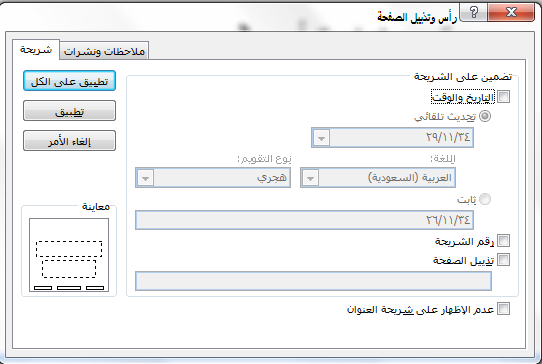 رأس وتذييل الصفحة
شريحة
ملاحظات ونشرات
تضمين على الشريحة
التاريخ والوقت
تحديث تلقائي
٢٩/١١/٣٤
اللغة:
نوع التقويم:
العربية (السعودية)
هجري
ثابت
٢٦/١١/٣٤
رقم الشريحة
تذييل الصفحة
عدم الإظهار على شريحة العنوان
تطبيق على الكل
تطبيق
إلغاء الأمر
معاينة